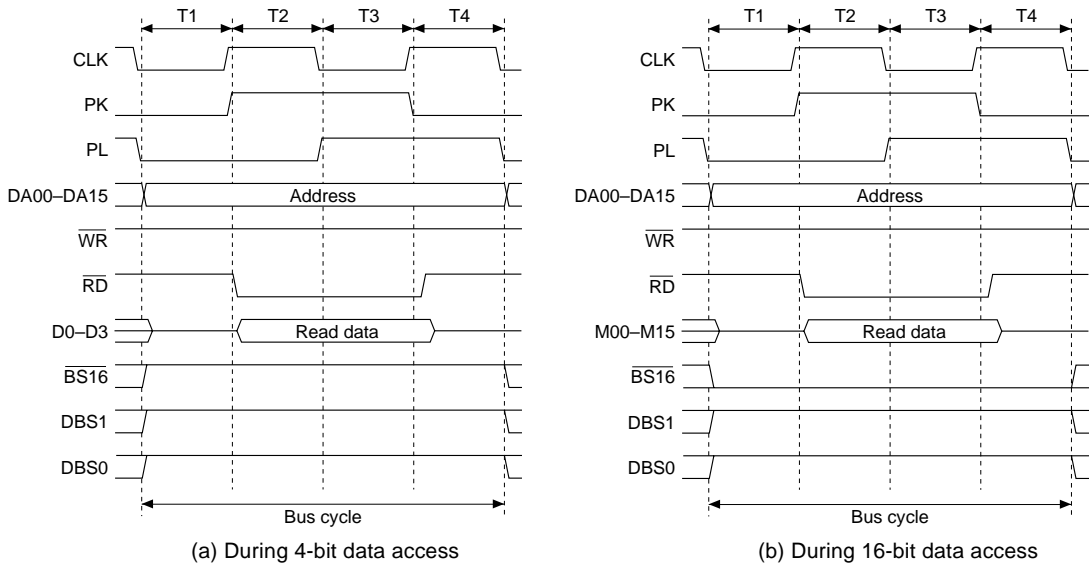 T1 T2 T3 T4
CLK
PK
PL
DA00–DA15 Address
WR
RD
D0–D3 Read data
BS16
DBS1
DBS0
Bus cycle
(a) During 4-bit data access
T1 T2 T3 T4
CLK
PK
PL
DA00–DA15 Address
WR
RD
M00–M15 Read data
BS16
DBS1
DBS0
Bus cycle
(b) During 16-bit data access